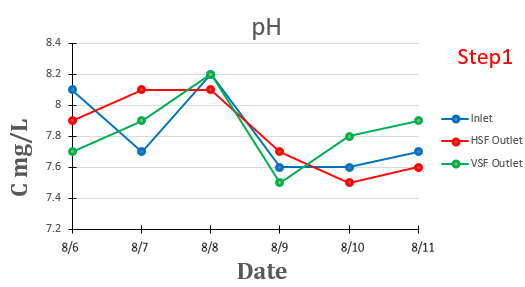 pH
Step1
8.4
8.2
8
7.8
7.6
7.4
7.2
C mg/L
8/6 8/7 8/8 8/9 8/10 8/11
Date
Inlet
HSF Outlet
VSF Outlet